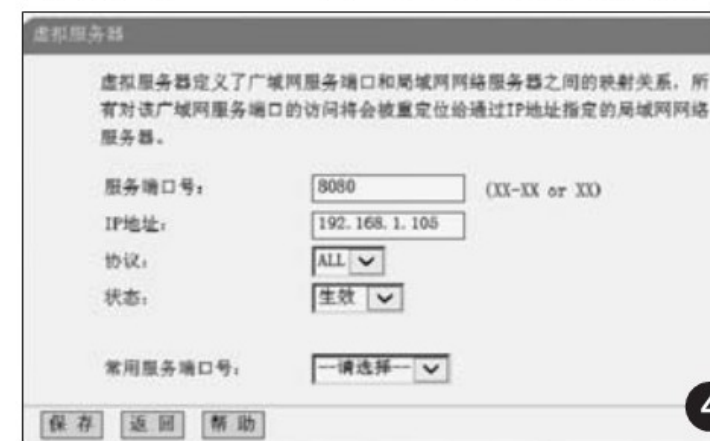 虚拟服务器
虚拟服务器定义了广域网服务端口和局域网网络服务器之间的映射关系，所
有对该广域网服务端口的访问将会被重定位给通过IP地址指定的局域网网络
服务器。
服务端口号： 8080 (XX-XX or XX)
IP地址： 192.168.1.105
协议： ALL
状态： 生效
常用服务端口号： --请选择--
4
保 存 返 回 帮 助